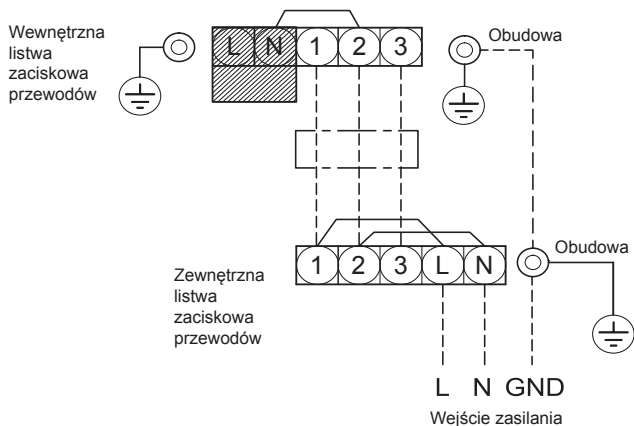 Wewnętrzna
listwa
zaciskowa
przewodów
L N 1 2 3
Obudowa
Zewnętrzna
listwa
zaciskowa
przewodów
1 2 3 L N
Obudowa
L N GND
Wejście zasilania